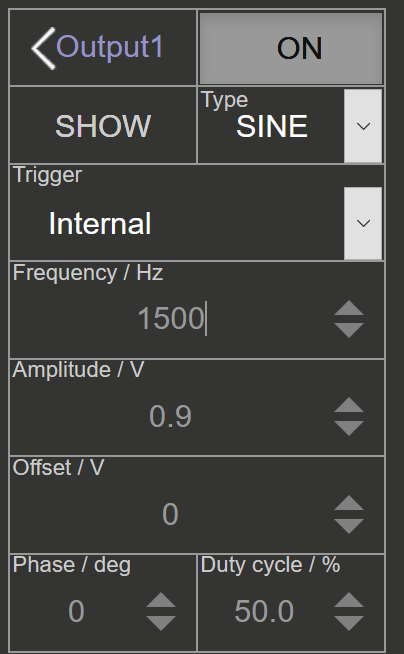 Output1
ON
SHOW
Type
SINE
Trigger
Internal
Frequency / Hz
1500
Amplitude / V
0.9
Offset / V
0
Phase / deg
0
Duty cycle / %
50.0